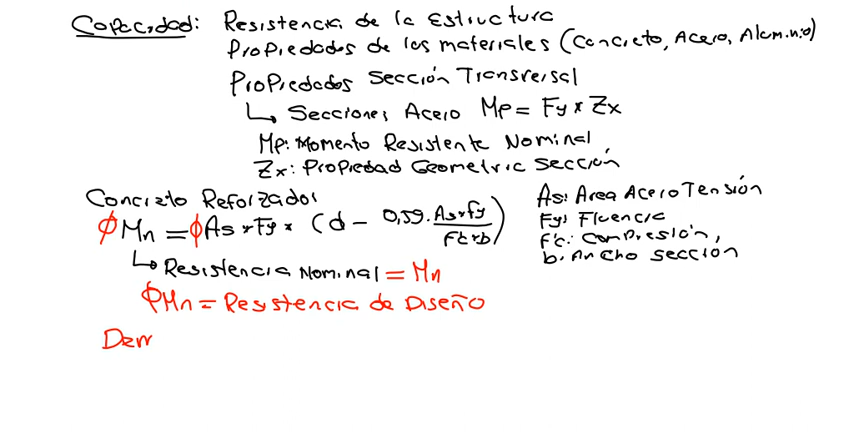 Capacidad: Resistencia de la Estructura
Propiedades de los materiales (Concreto, Acero, Aluminio)
Propiedades Sección Transversal
↳ Secciones Acero Mp = Fy * Zx
Mp: Momento Resistente Nominal
Zx: Propiedad Geometric Sección
Concreto Reforzado:
ϕMn = ϕAs * Fy * (d - 0,59 · As*fy / F'c*b)
↳ Resistencia Nominal = Mn
ϕMn = Resistencia de Diseño
Dem
As: Area Acero Tensión
Fy: Fluencia
F'c: Compresión,
b: Ancho sección